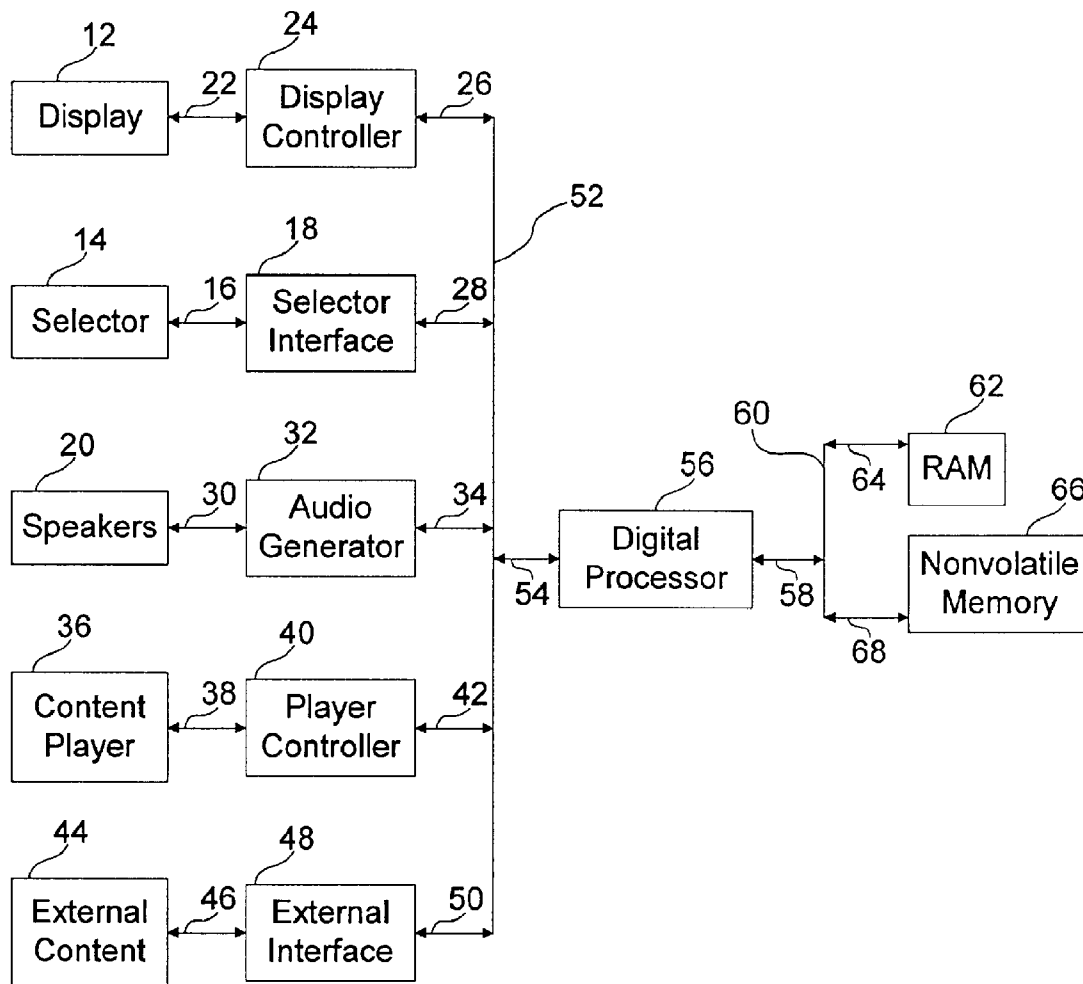 12
24
22
26
Display
Display
Controller
52
14
18
16
28
Selector
Selector
Interface
62
60
20
32
56
64
RAM
66
30
34
Speakers
Audio
Generator
Digital
Processor
54
58
Nonvolatile
Memory
68
36
40
38
42
Content
Player
Player
Controller
44
48
46
50
External
Content
External
Interface